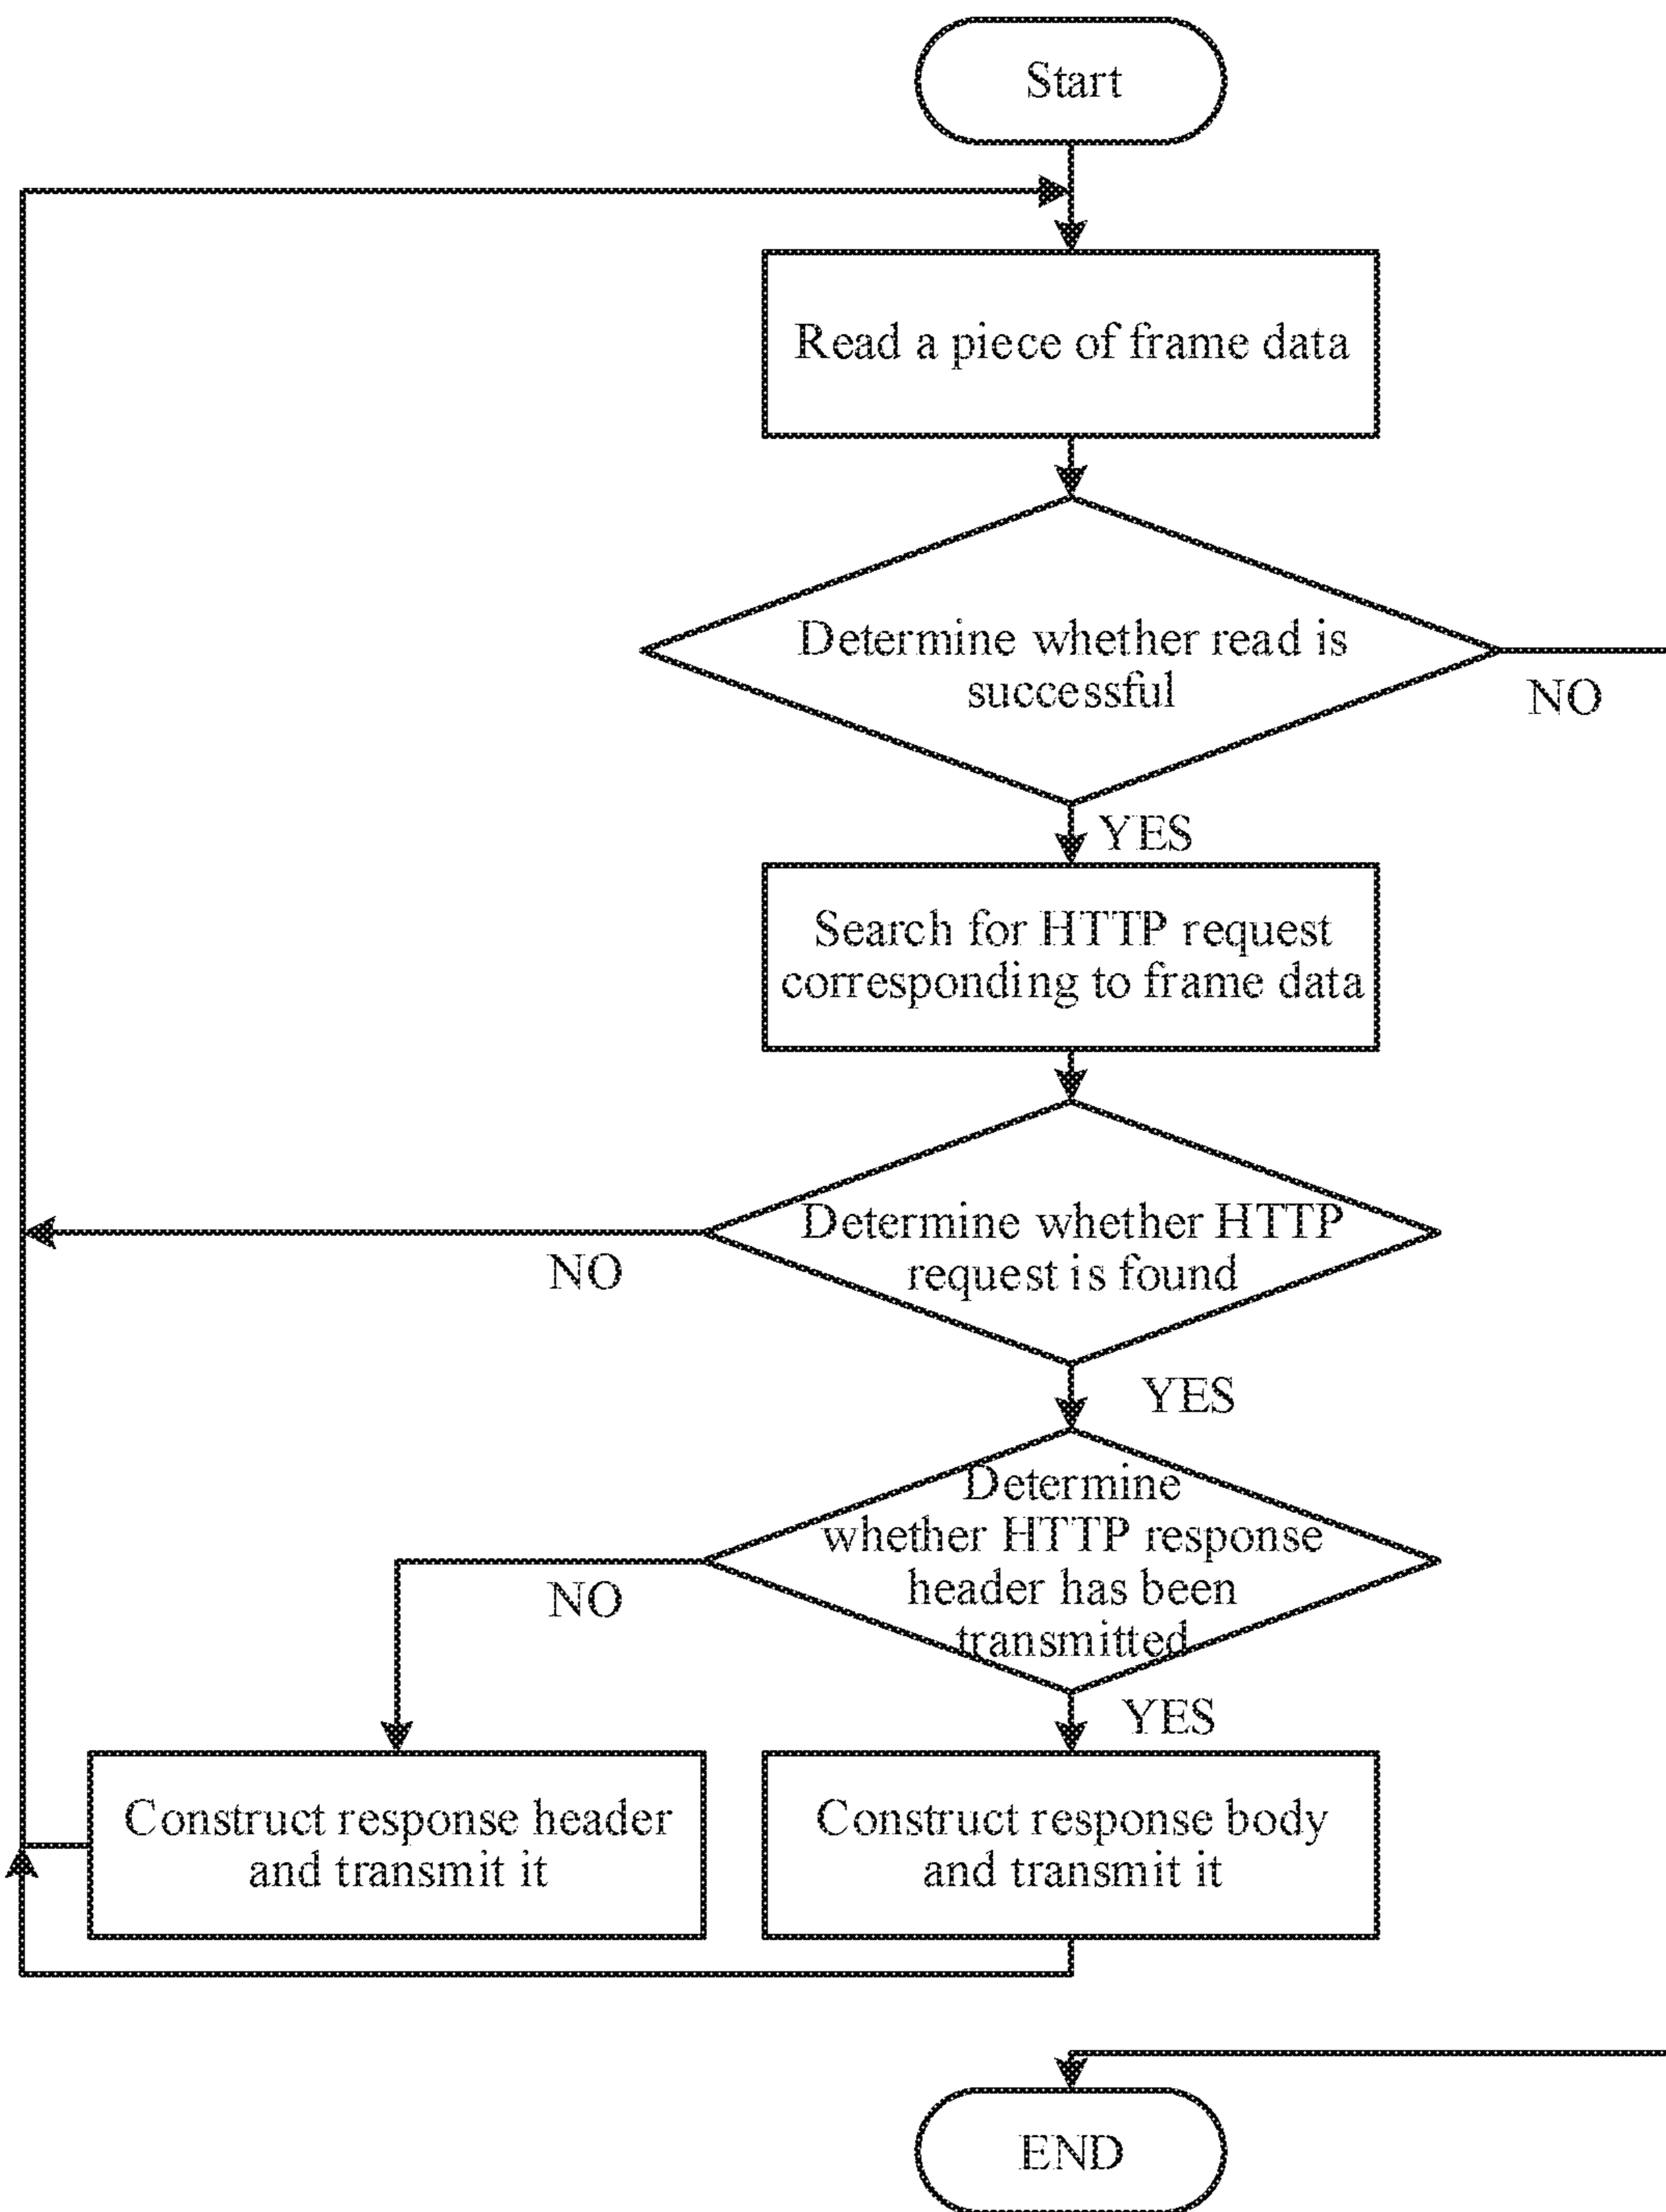 Start
Read a piece of frame data
Determine whether read is
successful
NO
YES
Search for HTTP request
corresponding to frame data
Determine whether HTTP
request is found
NO
YES
Determine
whether HTTP response
header has been
transmitted
NO
YES
Construct response header
and transmit it
Construct response body
and transmit it
END